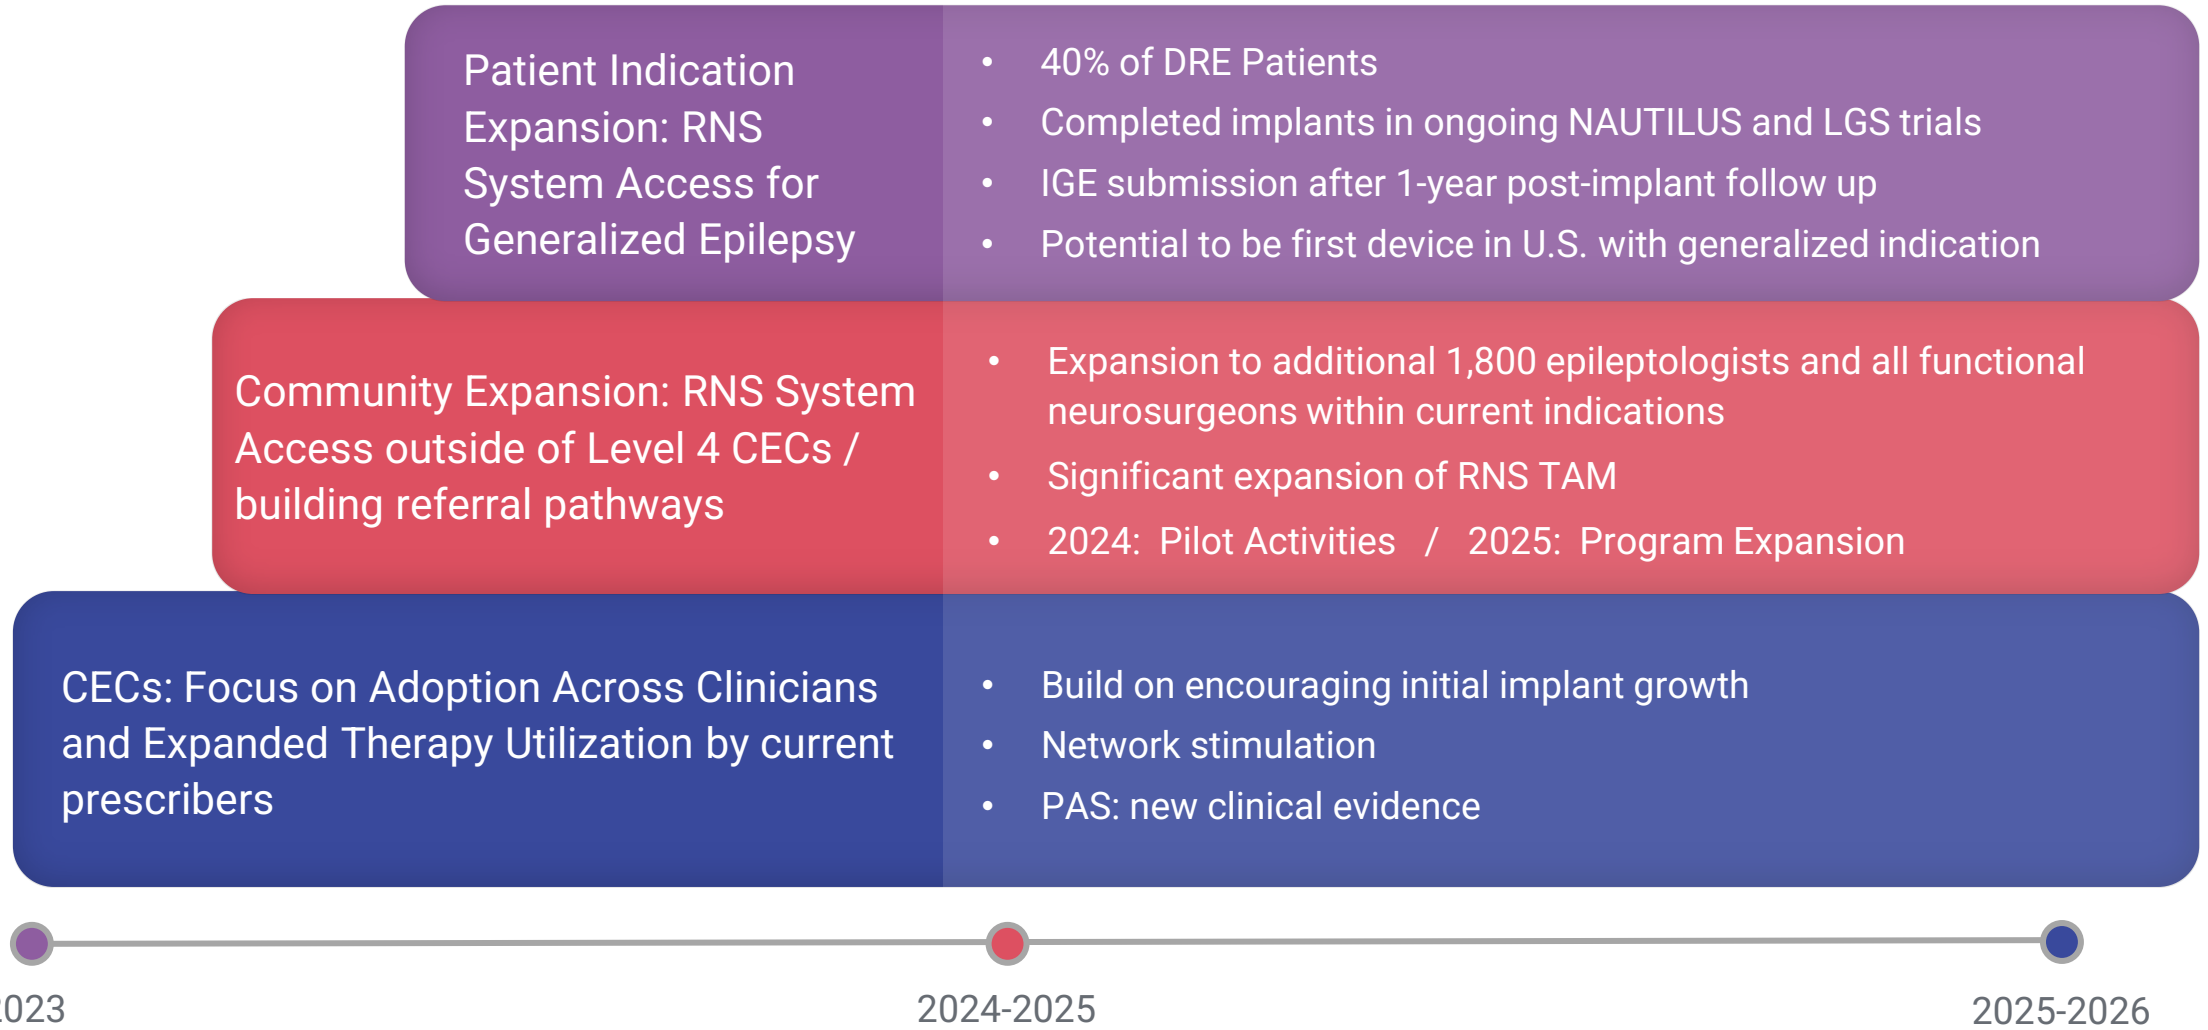 Patient Indication
Expansion: RNS
System Access for
Generalized Epilepsy
• 40% of DRE Patients
• Completed implants in ongoing NAUTILUS and LGS trials
• IGE submission after 1-year post-implant follow up
• Potential to be first device in U.S. with generalized indication
Community Expansion: RNS System
Access outside of Level 4 CECs /
building referral pathways
• Expansion to additional 1,800 epileptologists and all functional
neurosurgeons within current indications
• Significant expansion of RNS TAM
• 2024: Pilot Activities / 2025: Program Expansion
CECs: Focus on Adoption Across Clinicians
and Expanded Therapy Utilization by current
prescribers
• Build on encouraging initial implant growth
• Network stimulation
• PAS: new clinical evidence
2023
2024-2025
2025-2026